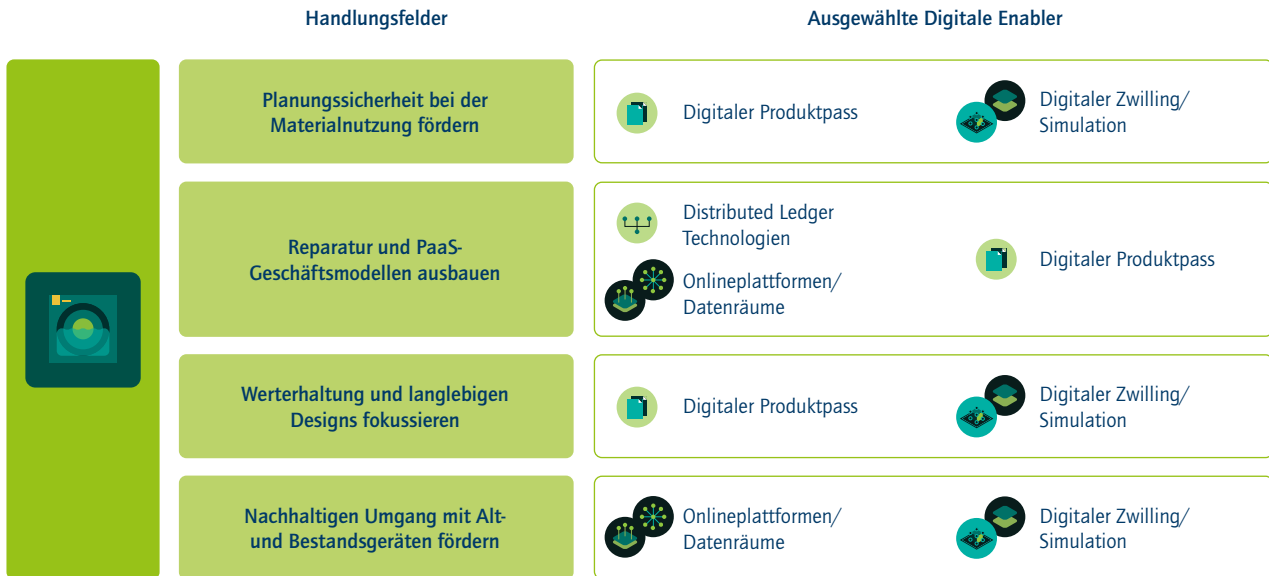 Handlungsfelder
Ausgewählte Digitale Enabler
Planungssicherheit bei der
Materialnutzung fördern
Digitaler Produktpass
Digitaler Zwilling/
Simulation
Reparatur und PaaS-
Geschäftsmodellen ausbauen
Distributed Ledger
Technologien
Onlineplattformen/
Datenräume
Digitaler Produktpass
Werterhaltung und langlebigen
Designs fokussieren
Digitaler Produktpass
Digitaler Zwilling/
Simulation
Nachhaltigen Umgang mit Alt-
und Bestandsgeräten fördern
Onlineplattformen/
Datenräume
Digitaler Zwilling/
Simulation